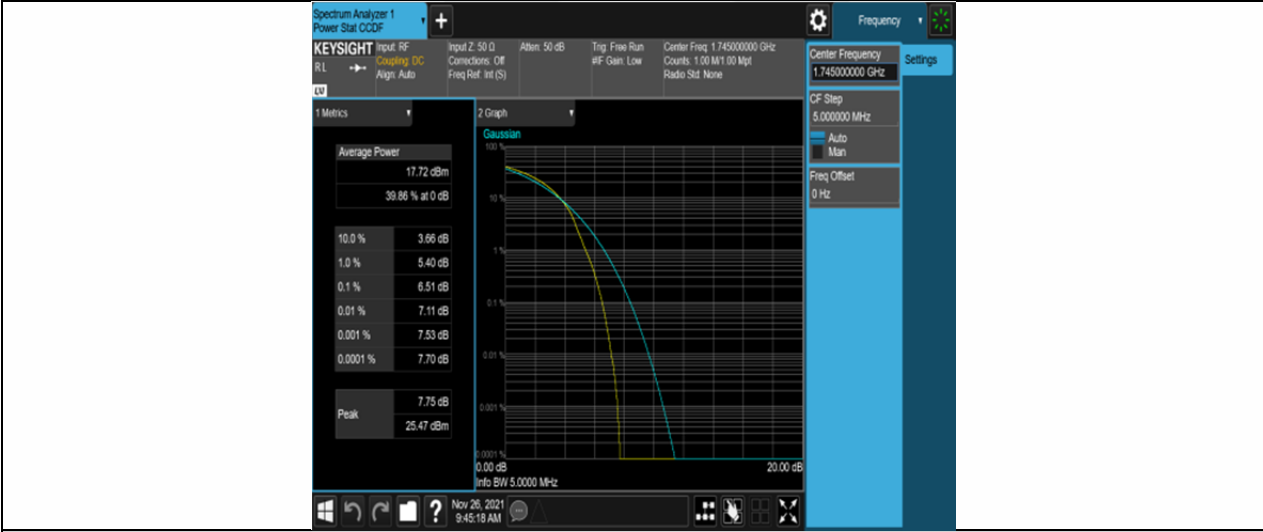 Spectrum Analyzer 1
Power Stat CCDF
+
Frequency
KEYSIGHT
RL
LV
Input: RF
Coupling: DC
Align: Auto
Input Z: 50 Ω
Corrections: Off
Freq Ref: Int (S)
Atten: 50 dB
Trig: Free Run
#IF Gain: Low
Center Freq: 1.745000000 GHz
Counts: 1.00 M/1.00 Mpt
Radio Std: None
Center Frequency
1.745000000 GHz
Settings
CF Step
5.000000 MHz
Auto
Man
Freq Offset
0 Hz
1 Metrics
Average Power
17.72 dBm
39.86 % at 0 dB
10.0 % 3.66 dB
1.0 % 5.40 dB
0.1 % 6.51 dB
0.01 % 7.11 dB
0.001 % 7.53 dB
0.0001 % 7.70 dB
Peak
7.75 dB
25.47 dBm
2 Graph
Gaussian
100 %
10 %
1 %
0.1 %
0.01 %
0.001 %
0.0001 %
0.00 dB 20.00 dB
Info BW 5.0000 MHz
?
Nov 26, 2021
9:45:18 AM